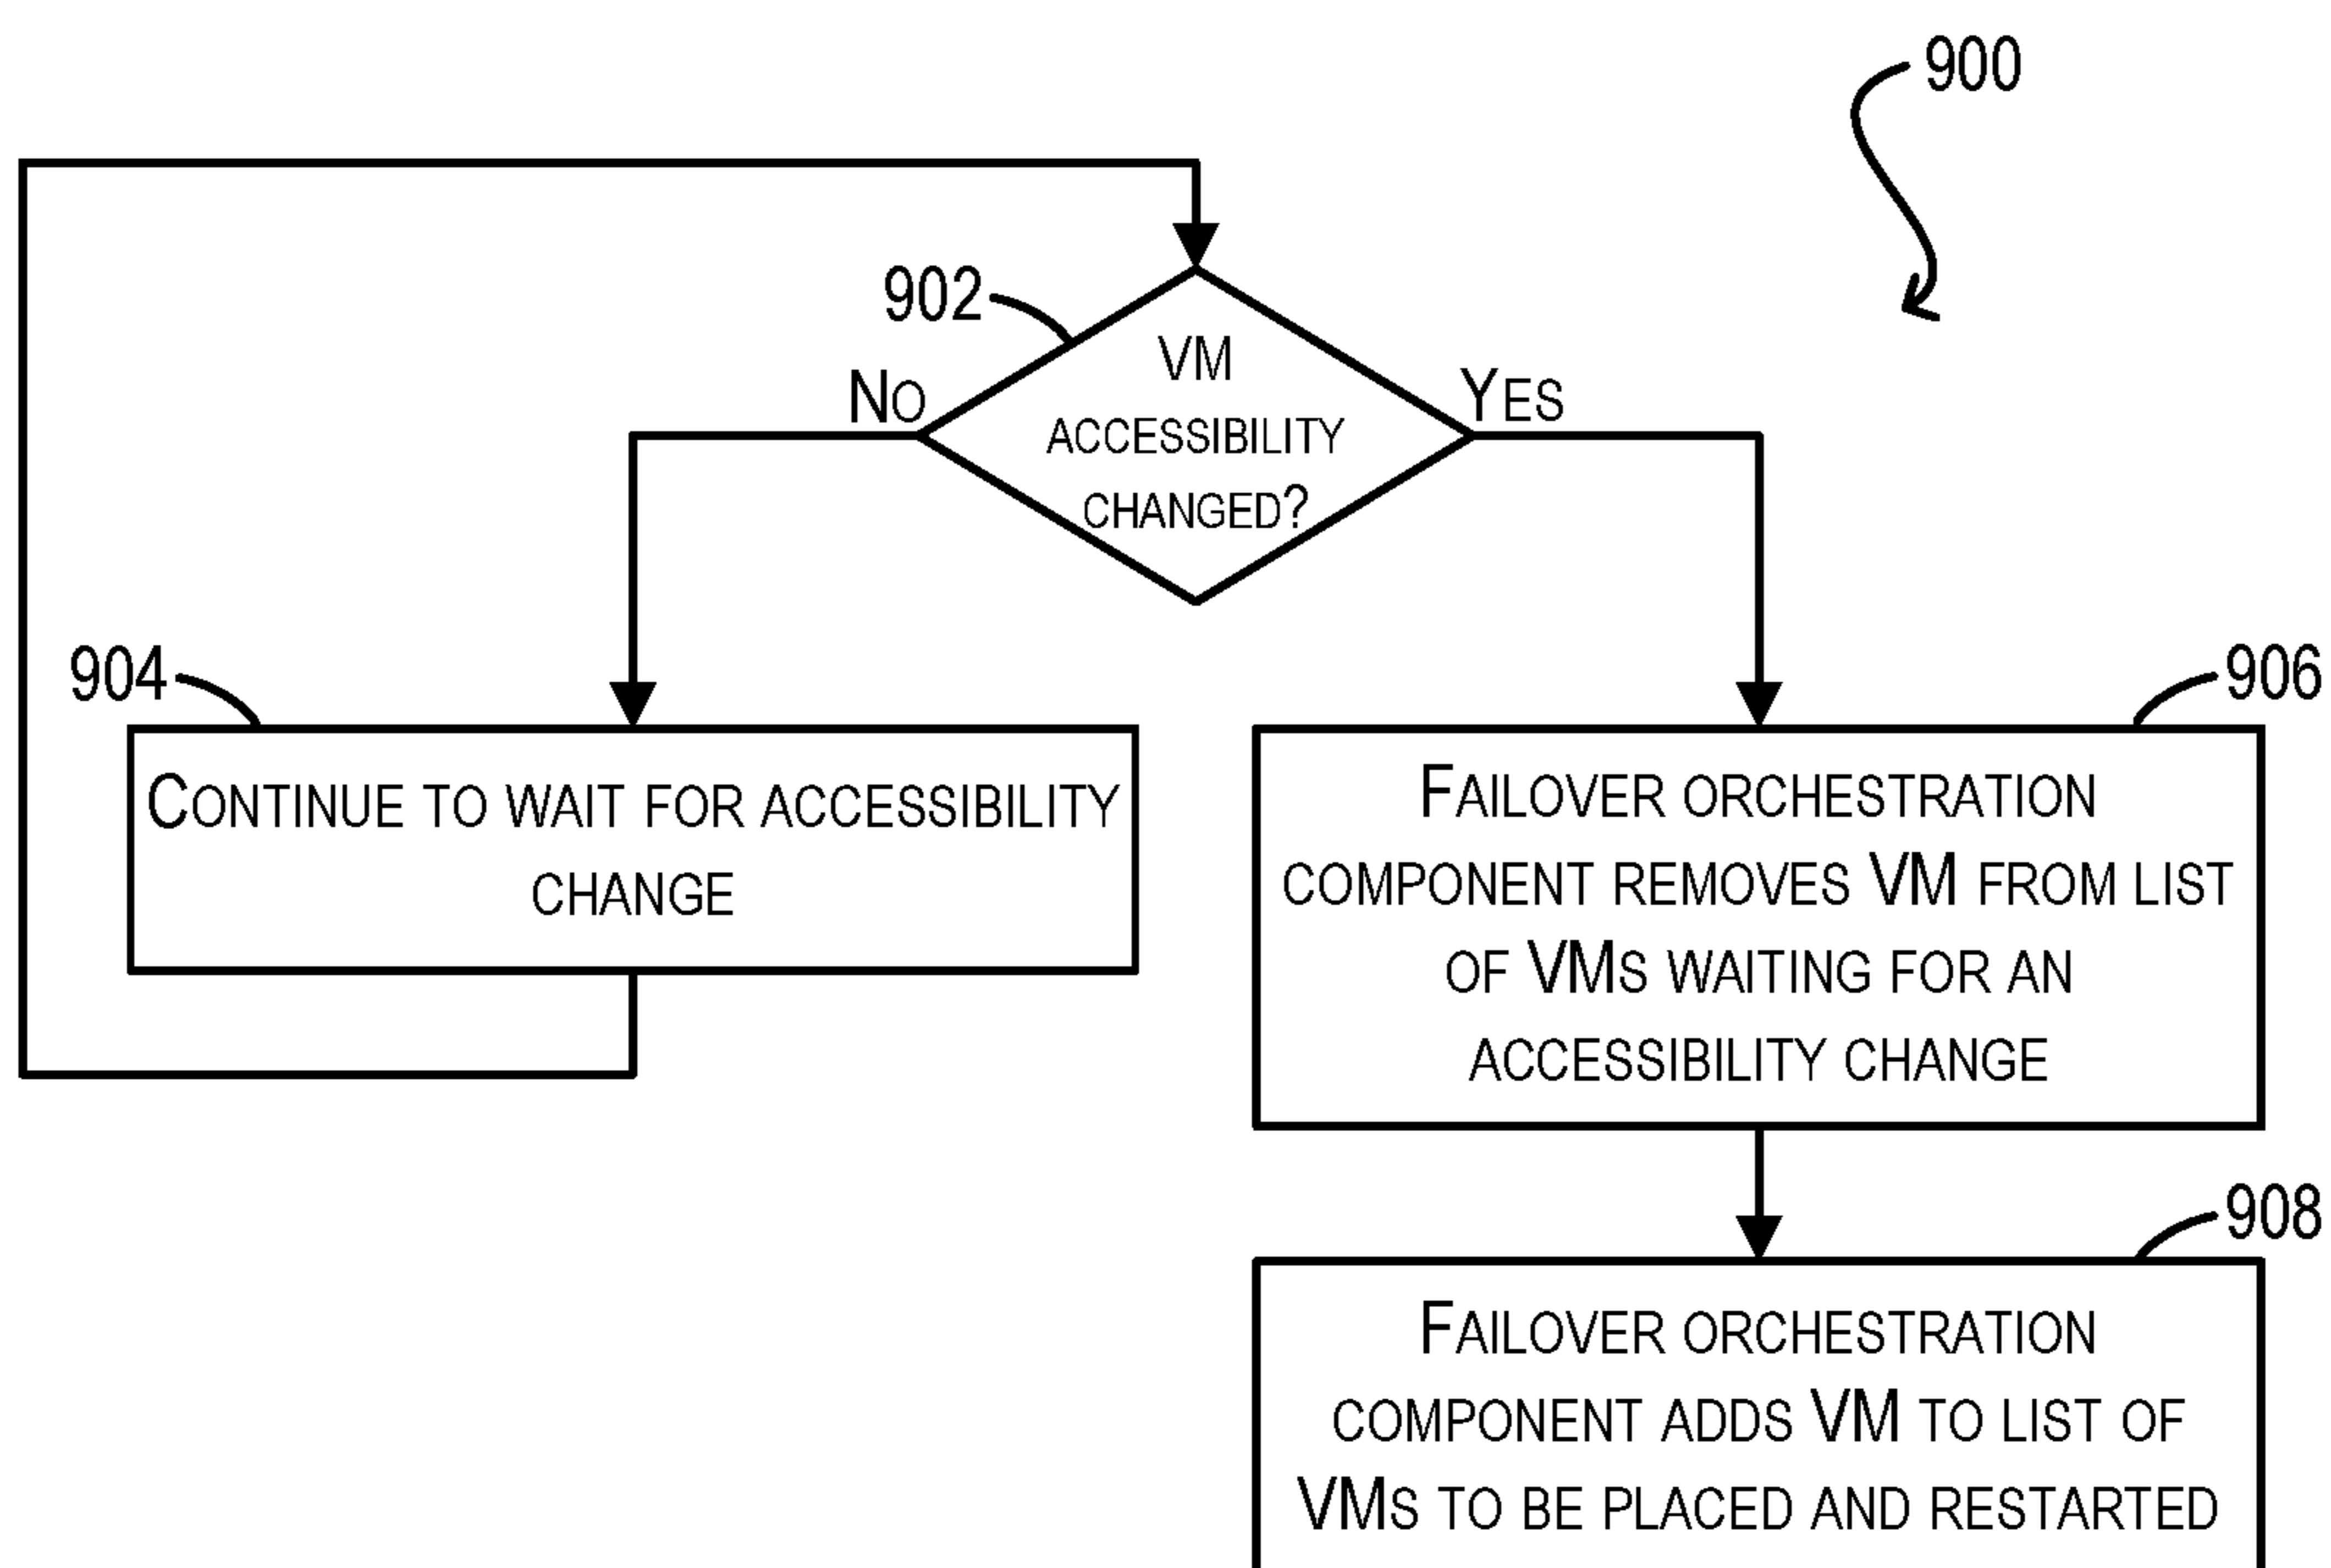 900
902
No
VM
ACCESSIBILITY
CHANGED?
Yes
904
CONTINUE TO WAIT FOR ACCESSIBILITY
CHANGE
906
FAILOVER ORCHESTRATION
COMPONENT REMOVES VM FROM LIST
OF VMS WAITING FOR AN
ACCESSIBILITY CHANGE
908
FAILOVER ORCHESTRATION
COMPONENT ADDS VM TO LIST OF
VMS TO BE PLACED AND RESTARTED